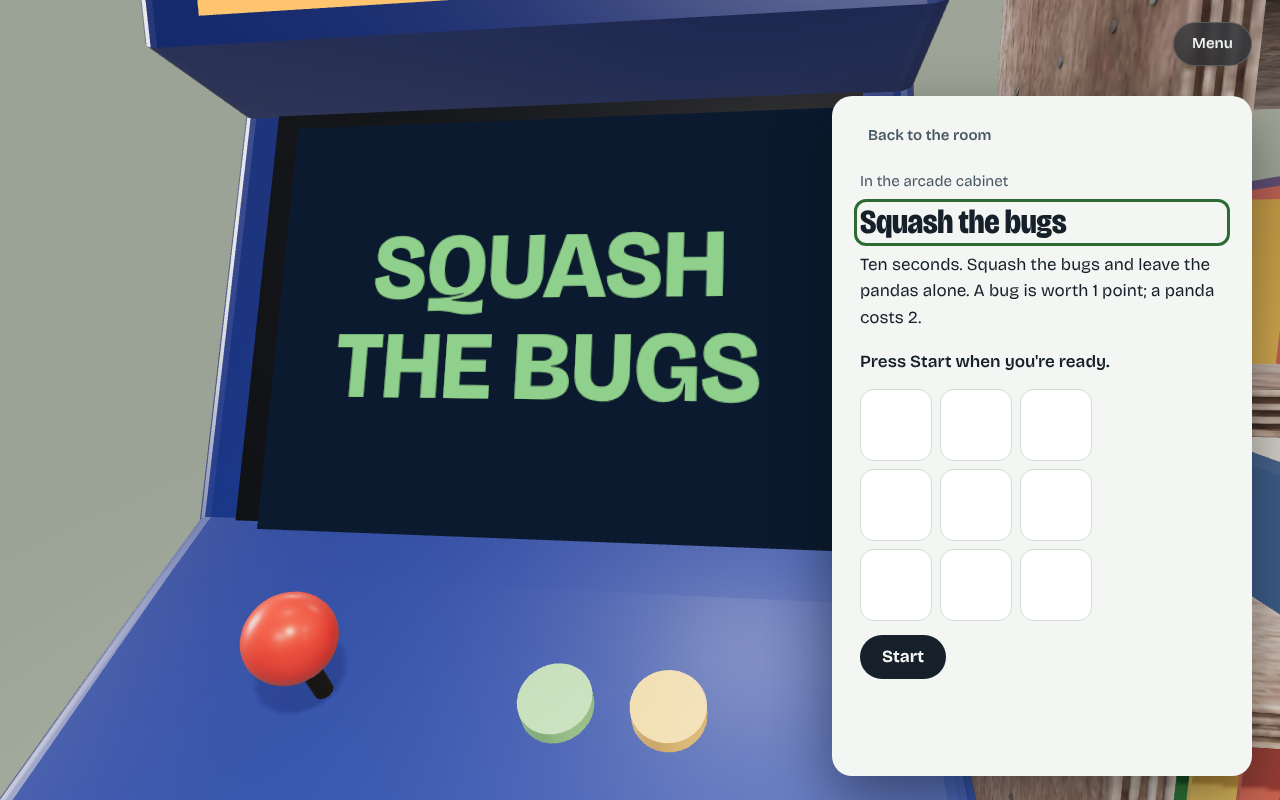 Menu
SQUASH
THE BUGS
Back to the room
In the arcade cabinet
Squash the bugs
Ten seconds. Squash the bugs and leave the
pandas alone. A bug is worth 1 point; a panda
costs 2.
Press Start when you're ready.
Start